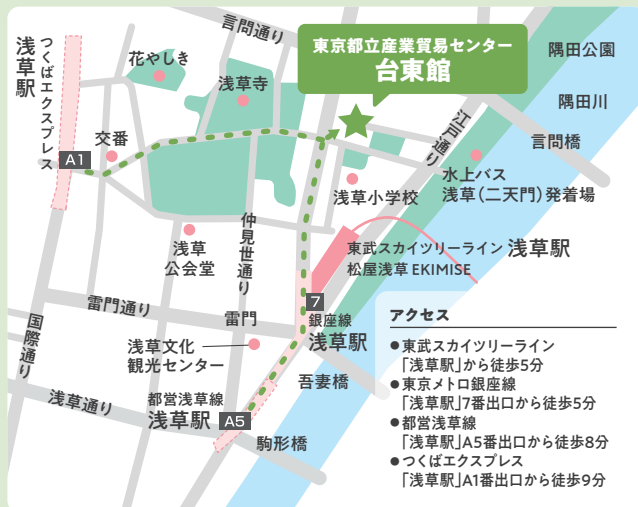 言問通り
東京都立産業貿易センター
台東館
隅田公園
隅田川
言問橋
つくばエクスプレス
浅草駅
花やしき
浅草寺
江戸通り
交番
A1
水上バス
浅草(二天門)発着場
浅草小学校
浅草
公会堂
仲見世通り
東武スカイツリーライン 浅草駅
松屋浅草 EKIMISE
雷門通り
雷門
7
銀座線
浅草駅
国際通り
浅草文化
観光センター
吾妻橋
浅草通り
都営浅草線
浅草駅 A5
駒形橋
アクセス
●東武スカイツリーライン
「浅草駅」から徒歩5分
●東京メトロ銀座線
「浅草駅」7番出口から徒歩5分
●都営浅草線
「浅草駅」A5番出口から徒歩8分
●つくばエクスプレス
「浅草駅」A1番出口から徒歩9分